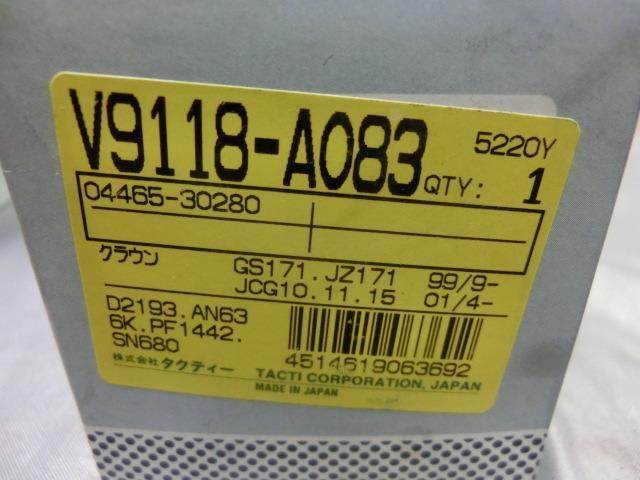 V9118-A083 5220Y
QTY: 1
04465-30280
クラウン GS171.JZ171 99/9-
JCG10.11.15 01/4-
D2193.AN63
6K.PF1442.
SN680
4514619063692
株式会社タクティー TACTI CORPORATION, JAPAN
MADE IN JAPAN